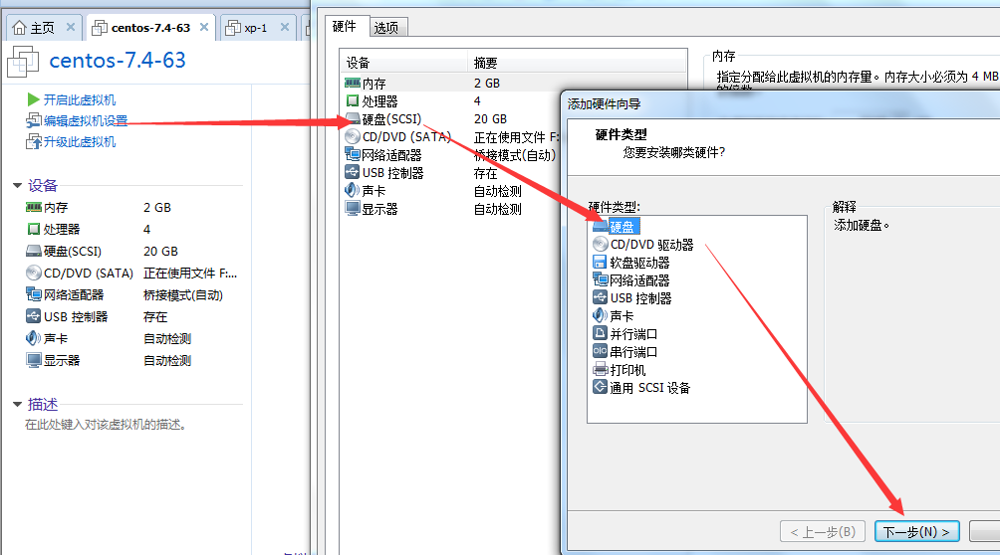 主页
centos-7.4-63
xp-1
centos-7.4-63
开启此虚拟机
编辑虚拟机设置
升级此虚拟机
设备
内存 2 GB
处理器 4
硬盘(SCSI) 20 GB
CD/DVD (SATA) 正在使用文件 F:...
网络适配器 桥接模式(自动)
USB 控制器 存在
声卡 自动检测
显示器 自动检测
描述
在此处键入对该虚拟机的描述。
硬件 选项
设备 摘要
内存 2 GB
处理器 4
硬盘(SCSI) 20 GB
CD/DVD (SATA) 正在使用文件 F:
网络适配器 桥接模式(自动)
USB 控制器 存在
声卡 自动检测
显示器 自动检测
内存
指定分配给此虚拟机的内存量。内存大小必须为 4 MB
添加硬件向导
硬件类型
您要安装哪类硬件?
硬件类型:
硬盘
CD/DVD 驱动器
软盘驱动器
网络适配器
USB 控制器
声卡
并行端口
串行端口
打印机
通用 SCSI 设备
解释
添加硬盘。
< 上一步(B)
下一步(N) >